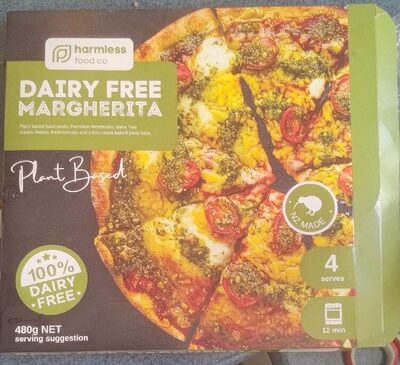 harmless
food co
DAIRY FREE
MARGHERITA
Plant based basil pesto, Harmless Mozzarella, dairy free
cream cheese, fresh tomato and a thin stone baked pizza base.
Plant Based
NZ MADE
100%
DAIRY
FREE
4
serves
12 min
480g NET
serving suggestion